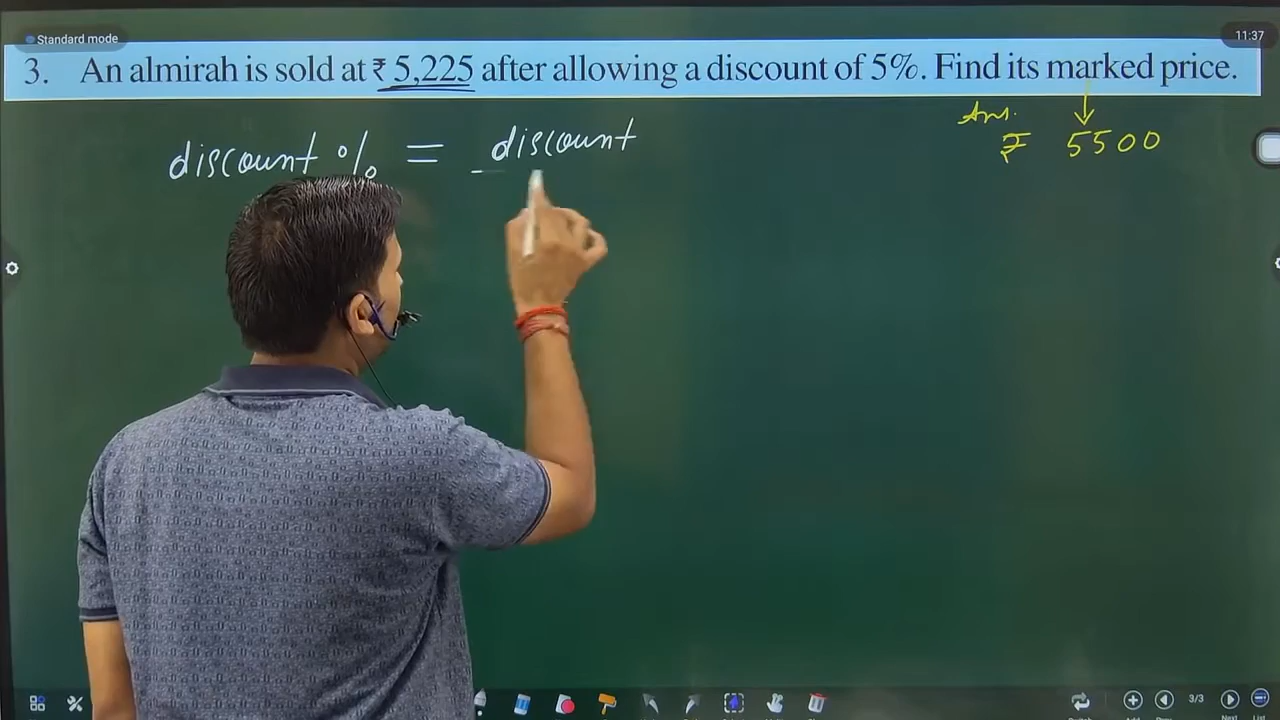 Standard mode
11:37
3. An almirah is sold at ₹ 5,225 after allowing a discount of 5%. Find its marked price.
Ans.
₹ 5500
discount % = discount
3/3